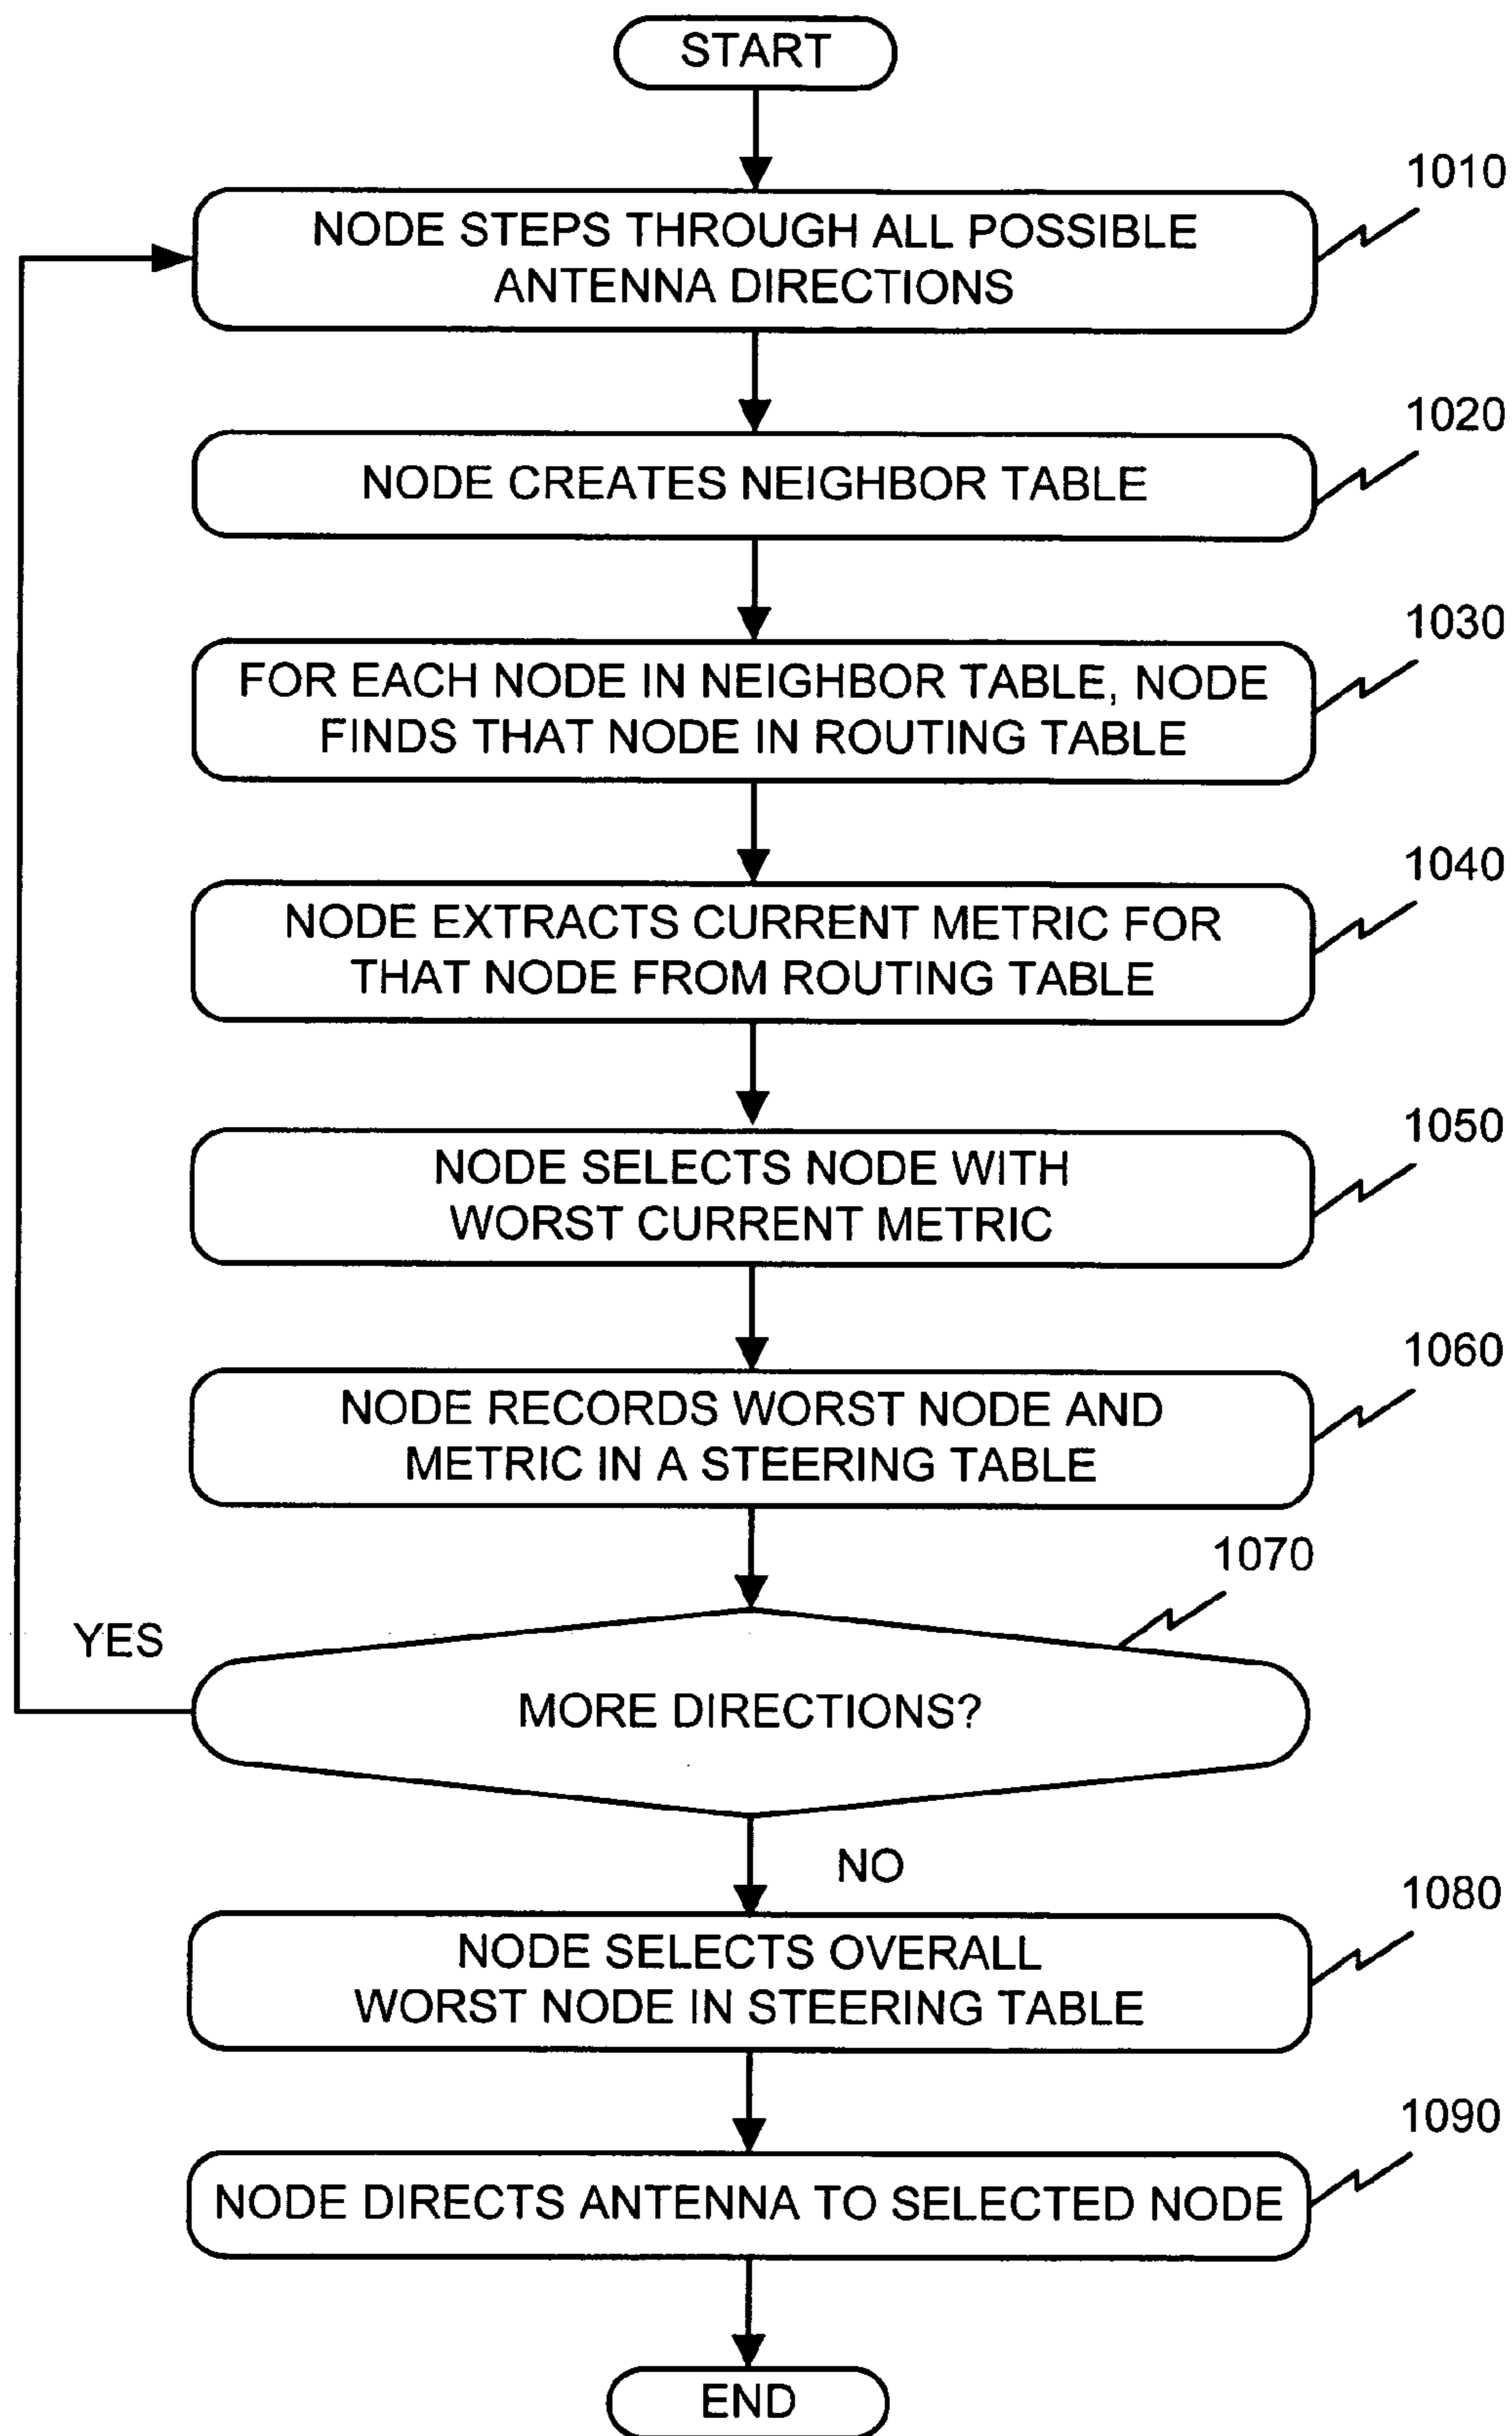 START
1010
NODE STEPS THROUGH ALL POSSIBLE
ANTENNA DIRECTIONS
1020
NODE CREATES NEIGHBOR TABLE
1030
FOR EACH NODE IN NEIGHBOR TABLE, NODE
FINDS THAT NODE IN ROUTING TABLE
1040
NODE EXTRACTS CURRENT METRIC FOR
THAT NODE FROM ROUTING TABLE
1050
NODE SELECTS NODE WITH
WORST CURRENT METRIC
1060
NODE RECORDS WORST NODE AND
METRIC IN A STEERING TABLE
1070
YES
MORE DIRECTIONS?
NO
1080
NODE SELECTS OVERALL
WORST NODE IN STEERING TABLE
1090
NODE DIRECTS ANTENNA TO SELECTED NODE
END